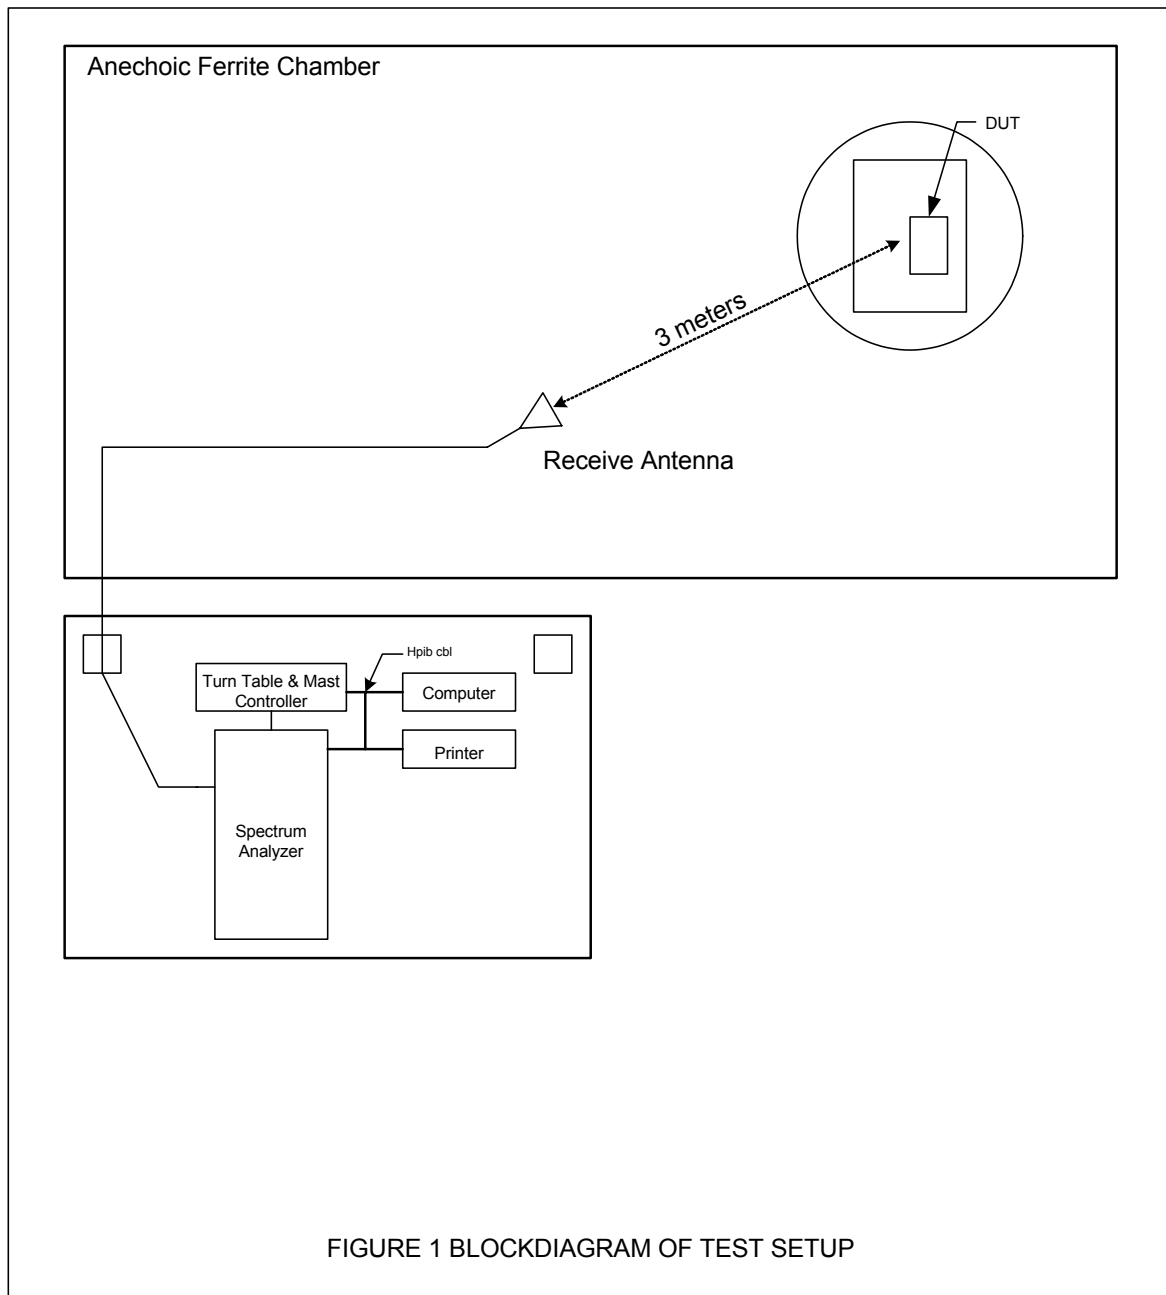 Anechoic Ferrite Chamber
DUT
3 meters
Receive Antenna
Hpib cbl
Turn Table & Mast
Controller
Computer
Printer
Spectrum
Analyzer
FIGURE 1 BLOCKDIAGRAM OF TEST SETUP